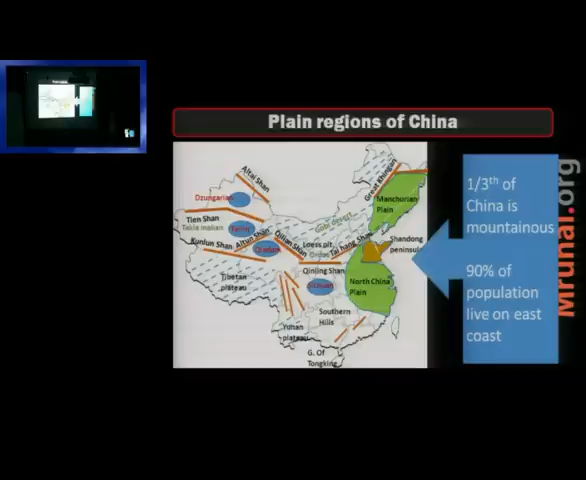 Plain regions of China
Altai Shan
Dzungarian
Great Khingan
Manchurian
Plain
Tien Shan
Takla makan
Tarim
Gobi desert
Kunlun Shan
Altun Shan
Qilian Shan
Loess plt.
Tai hang Shan
Shandong
peninsula
Qinjing Shan
Tibetan
plateau
Sichuan
North China
Plain
Southern
Hills
Yunan
plateau
G. Of
Tongking
1/3th of
China is
mountainous
90% of
population
live on east
coast
Mrunal.org